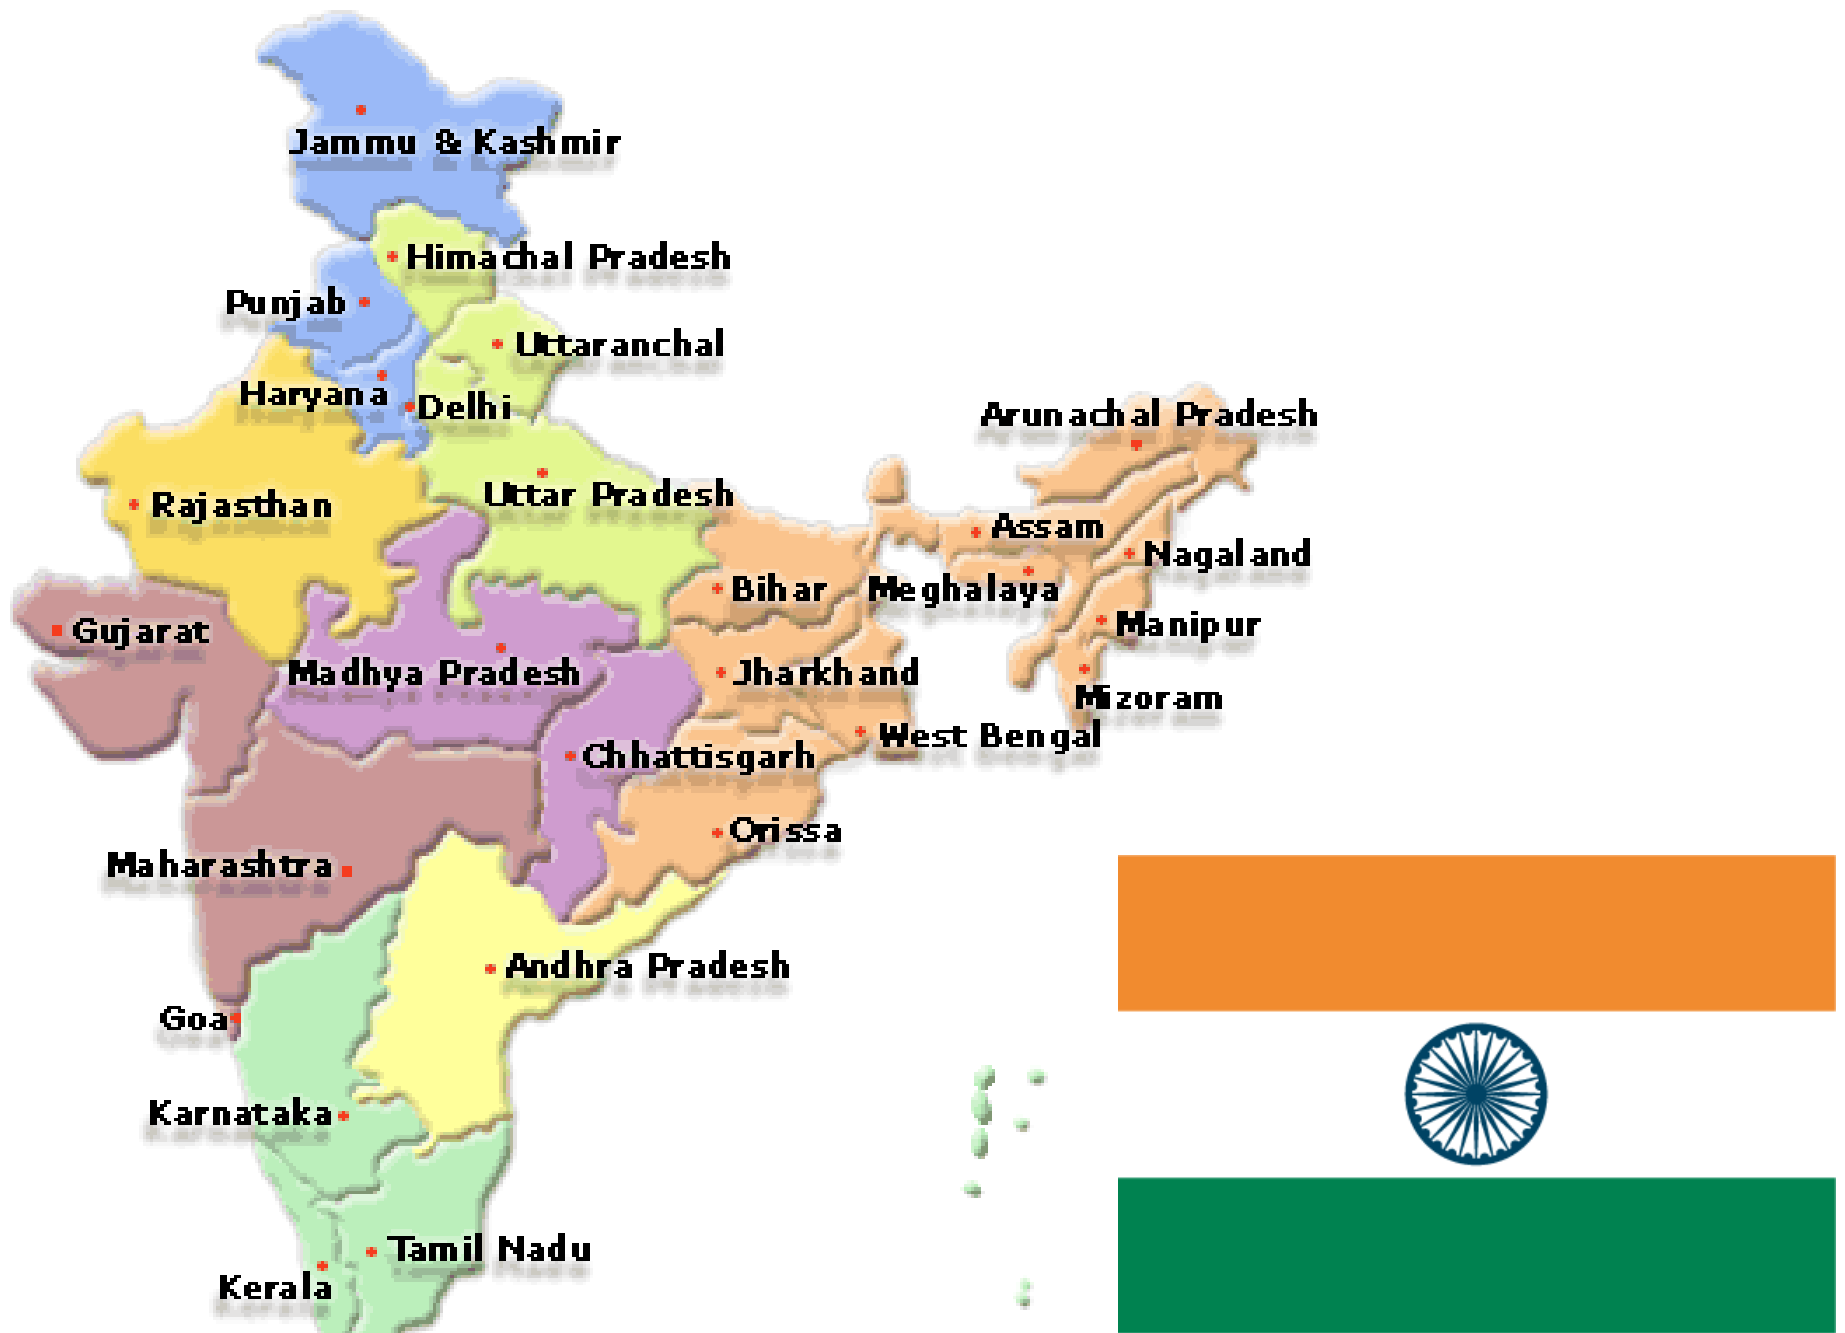 Jammu & Kashmir
Himachal Pradesh
Punjab
Uttaranchal
Haryana
Delhi
Arunachal Pradesh
Rajasthan
Uttar Pradesh
Assam
Nagaland
Bihar
Meghalaya
Gujarat
Manipur
Madhya Pradesh
Jharkhand
Mizoram
West Bengal
Chhattisgarh
Orissa
Maharashtra
Andhra Pradesh
Goa
Karnataka
Tamil Nadu
Kerala